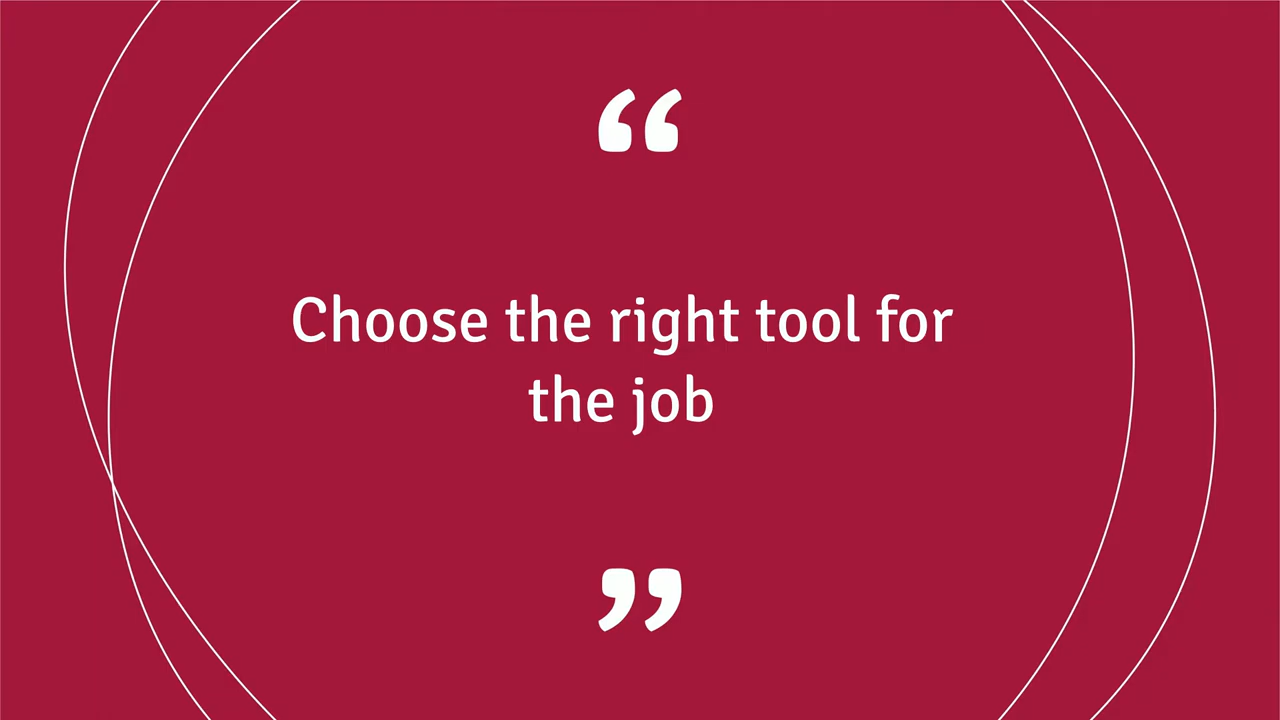 “
Choose the right tool for
the job
”